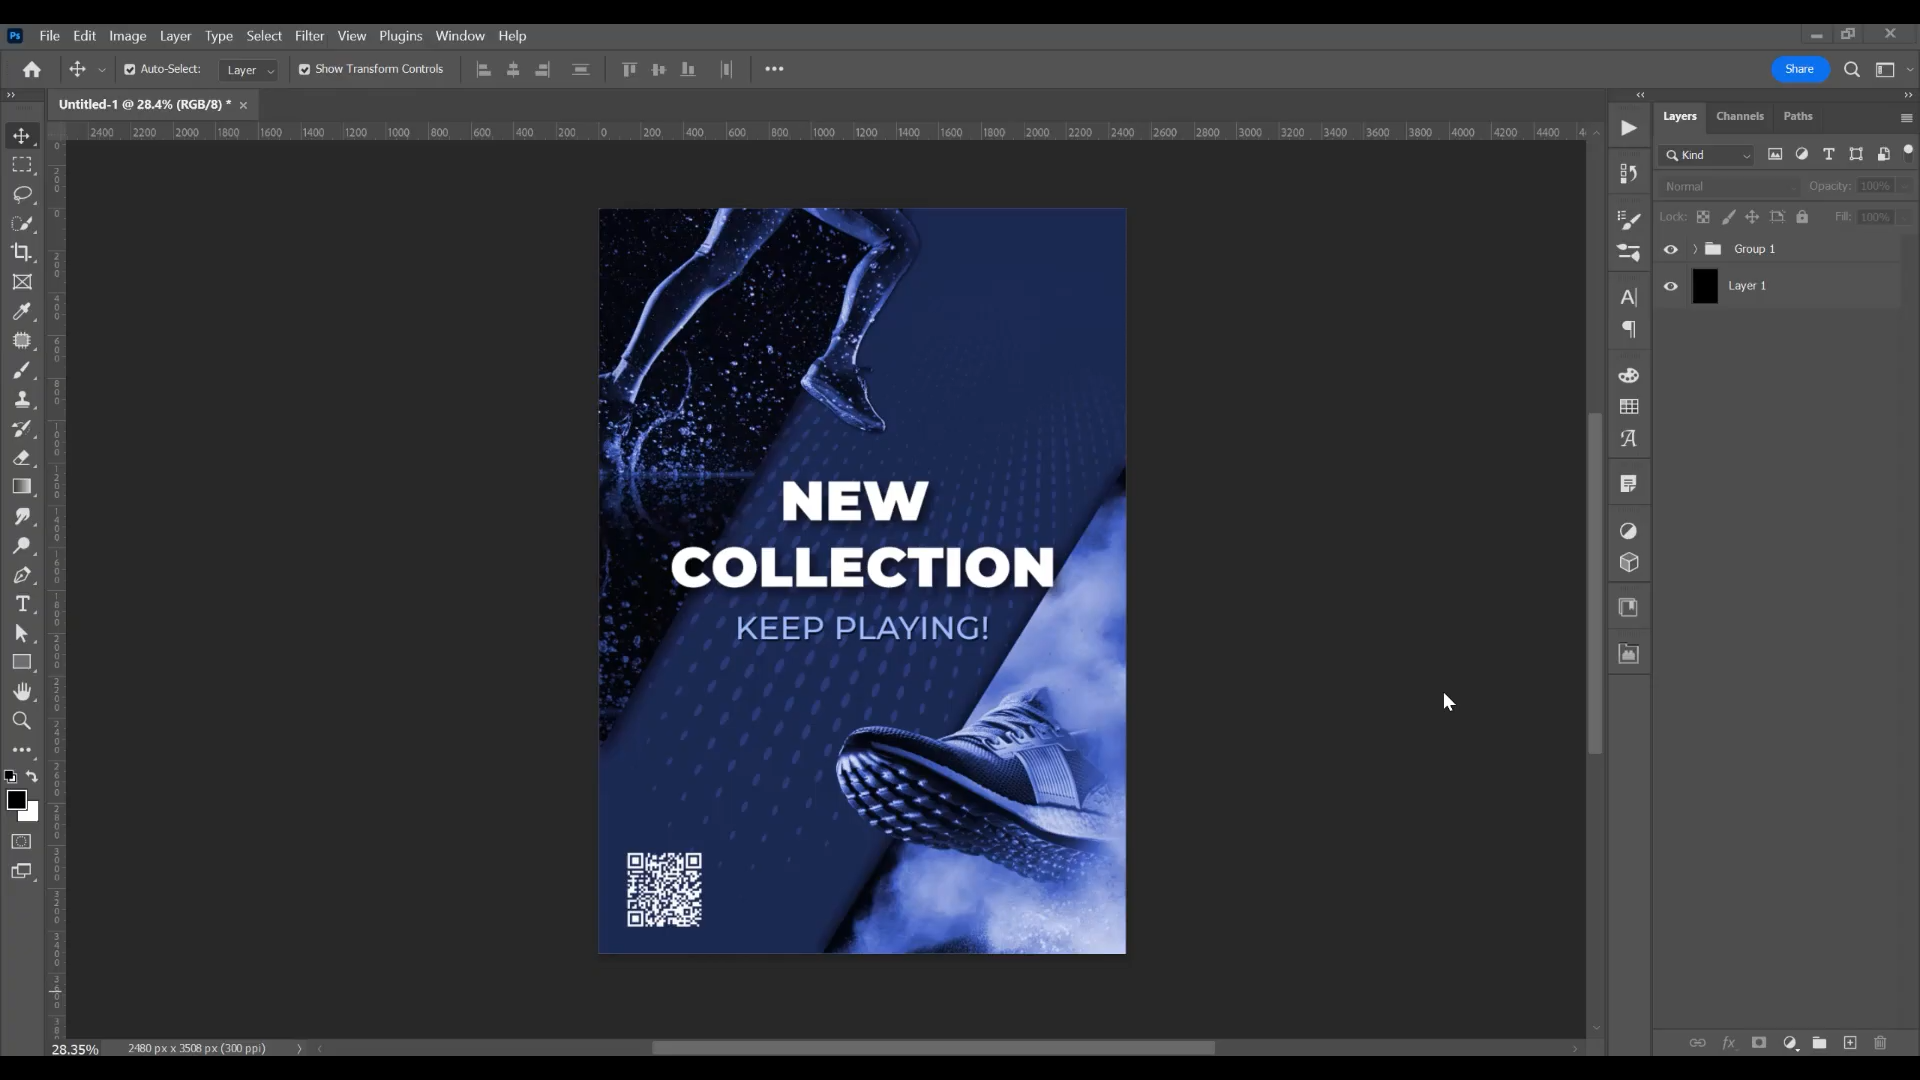 Ps File Edit Image Layer Type Select Filter View Plugins Window Help
Auto-Select: Layer Show Transform Controls Share
Untitled-1 @ 28.4% (RGB/8) *
2400 2200 2000 1800 1600 1400 1200 1000 800 600 400 200 0 200 400 600 800 1000 1200 1400 1600 1800 2000 2200 2400 2600 2800 3000 3200 3400 3600 3800 4000 4200 4400
Layers Channels Paths
Kind
Normal Opacity: 100%
Lock: Fill: 100%
Group 1
Layer 1
NEW
COLLECTION
KEEP PLAYING!
28.35% 2480 px x 3508 px (300 ppi)